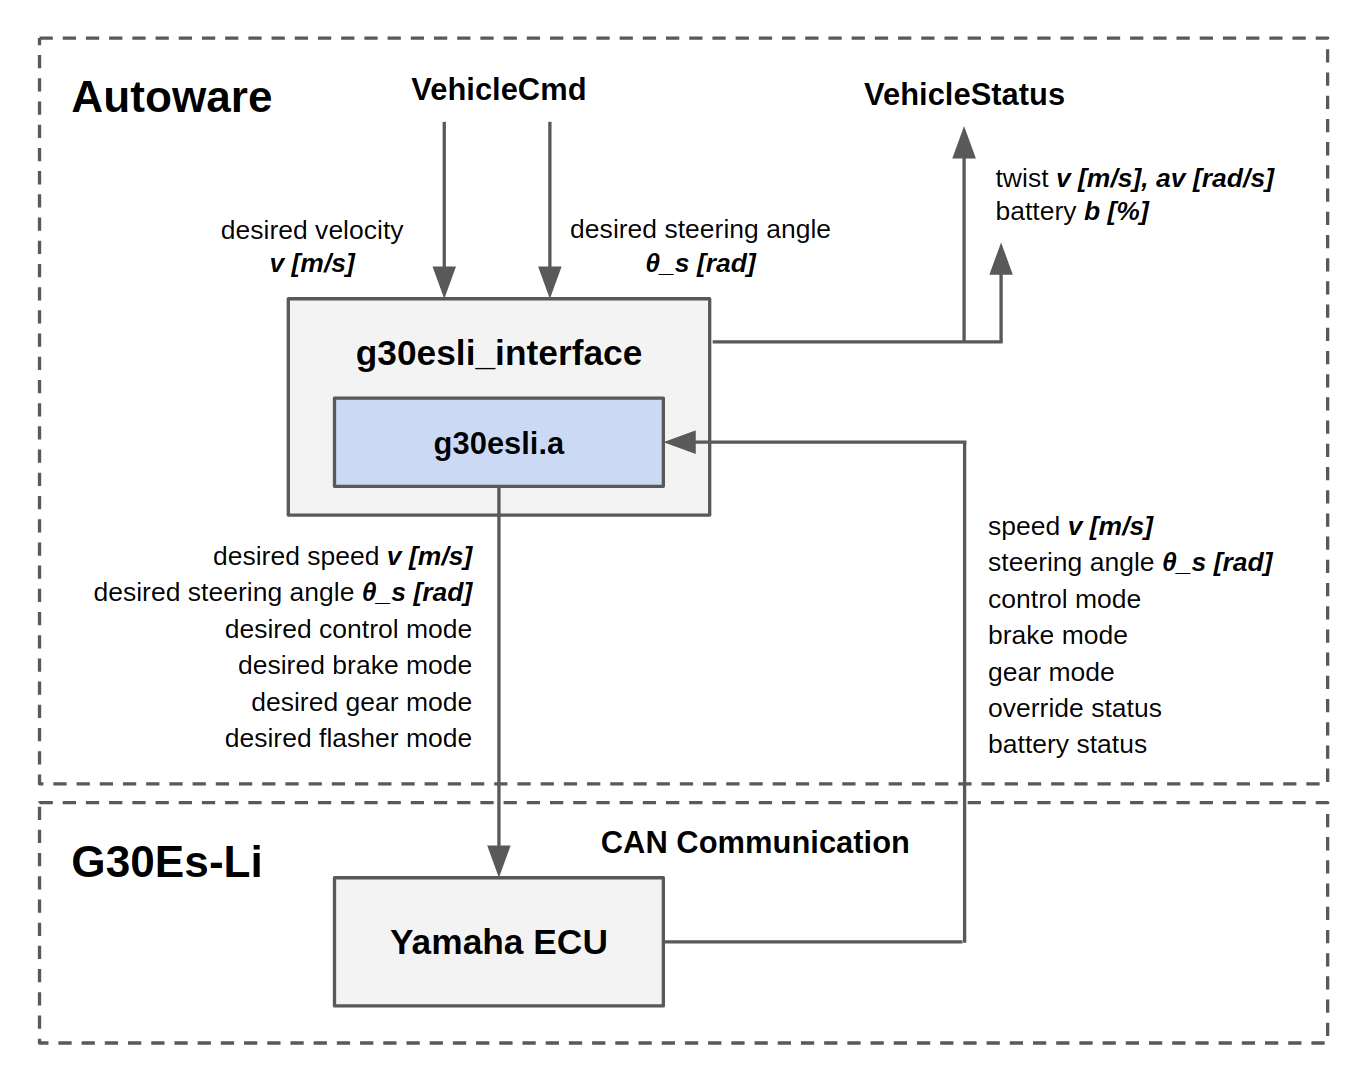 Autoware
VehicleCmd
VehicleStatus
twist v [m/s], av [rad/s]
battery b [%]
desired velocity
v [m/s]
desired steering angle
θ_s [rad]
g30esli_interface
g30esli.a
desired speed v [m/s]
desired steering angle θ_s [rad]
desired control mode
desired brake mode
desired gear mode
desired flasher mode
speed v [m/s]
steering angle θ_s [rad]
control mode
brake mode
gear mode
override status
battery status
G30Es-Li
CAN Communication
Yamaha ECU